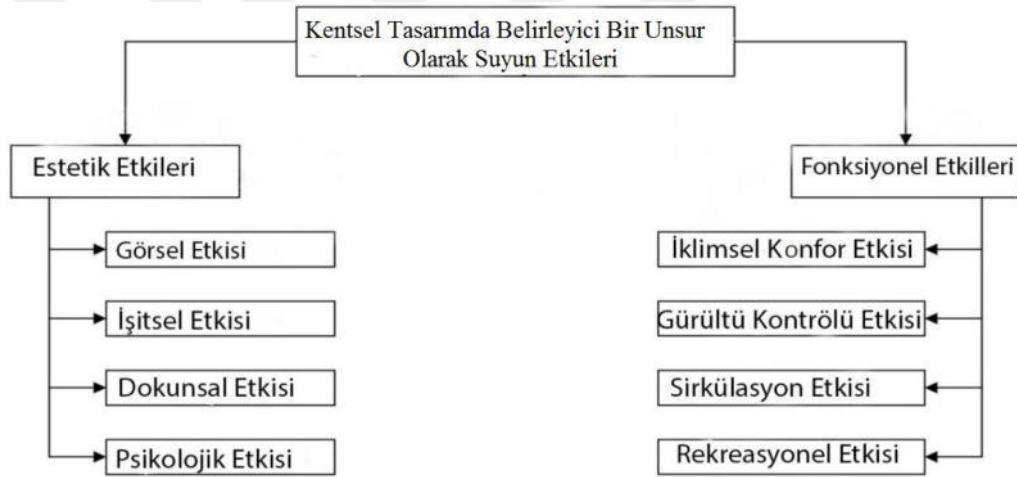 Kentsel Tasarımda Belirleyici Bir Unsur
Olarak Suyun Etkileri
Estetik Etkileri
Görsel Etkisi
İşitsel Etkisi
Dokunsal Etkisi
Psikolojik Etkisi
Fonksiyonel Etkilleri
İklimsel Konfor Etkisi
Gürültü Kontrölü Etkisi
Sirkülasyon Etkisi
Rekreasyonel Etkisi